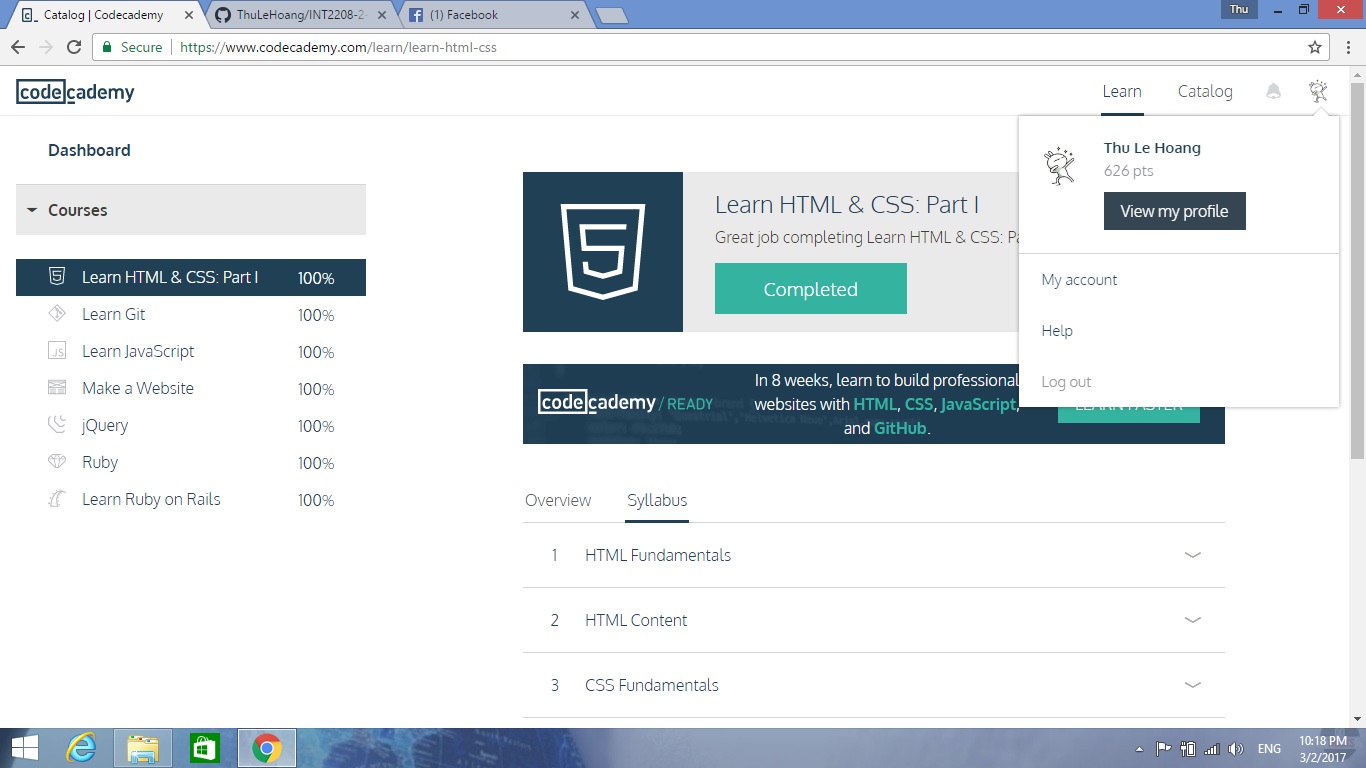 Catalog | Codecademy
ThuLeHoang/INT2208-2-
(1) Facebook
Thu
Secure
https://www.codecademy.com/learn/learn-html-css
codecademy
Learn
Catalog
Thu Le Hoang
626 pts
View my profile
My account
Help
Log out
Dashboard
Courses
Learn HTML & CSS: Part I 100%
Learn Git 100%
JS Learn JavaScript 100%
Make a Website 100%
jQuery 100%
Ruby 100%
Learn Ruby on Rails 100%
Learn HTML & CSS: Part I
Great job completing Learn HTML & CSS: Pa
Completed
codecademy / READY
In 8 weeks, learn to build professional
websites with HTML, CSS, JavaScript,
and GitHub.
LEARN FASTER
Overview
Syllabus
1 HTML Fundamentals
2 HTML Content
3 CSS Fundamentals
ENG
10:18 PM
3/2/2017